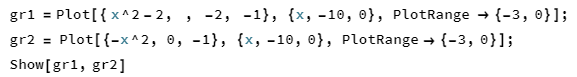 gr1 = Plot[{x^2 - 2, , -2, -1}, {x, -10, 0}, PlotRange → {-3, 0}];
gr2 = Plot[{-x^2, 0, -1}, {x, -10, 0}, PlotRange → {-3, 0}];
Show[gr1, gr2]